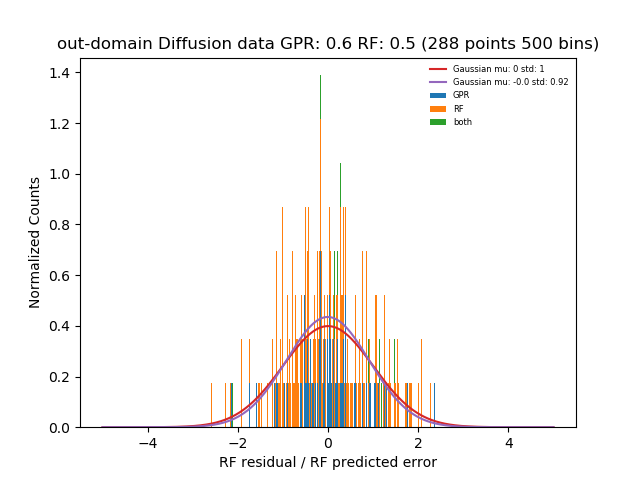 out-domain Diffusion data GPR: 0.6 RF: 0.5 (288 points 500 bins)
Gaussian mu: 0 std: 1
Gaussian mu: -0.0 std: 0.92
GPR
RF
both
Normalized Counts
1.4
1.2
1.0
0.8
0.6
0.4
0.2
0.0
−4 −2 0 2 4
RF residual / RF predicted error